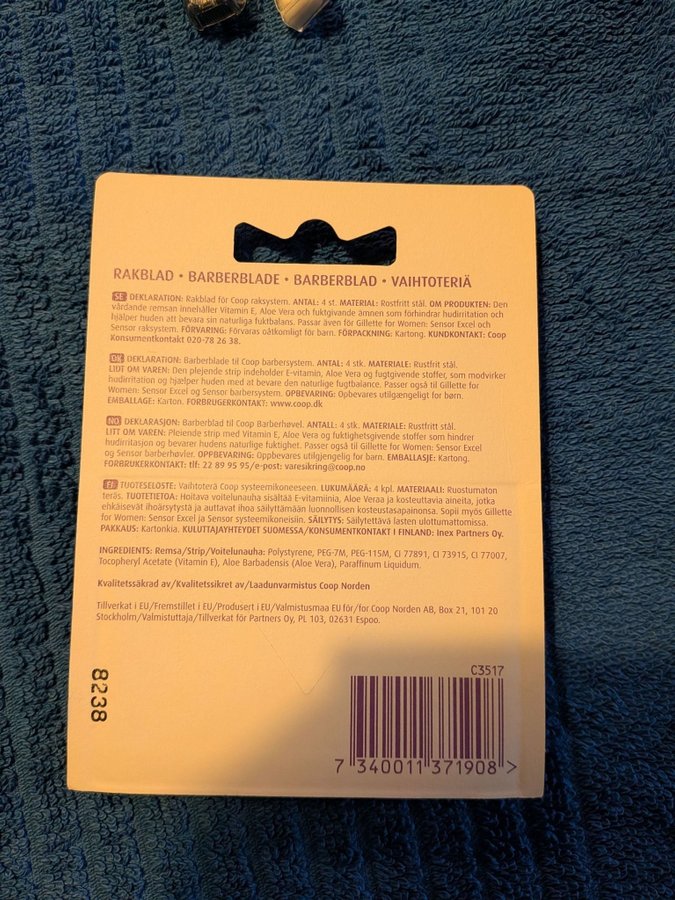 RAKBLAD • BARBERBLADE • BARBERBLAD • VAIHTOTERIÄ
SE DEKLARATION: Rakblad för Coop raksystem. ANTAL: 4 st. MATERIAL: Rostfritt stål. OM PRODUKTEN: Den
vårdande remsan innehåller Vitamin E, Aloe Vera och fuktgivande ämnen som förhindrar hudirritation och
hjälper huden att bevara sin naturliga fuktbalans. Passar även för Gillette for Women: Sensor Excel och
Sensor raksystem. FÖRVARING: Förvaras oåtkomligt för barn. FÖRPACKNING: Kartong. KUNDKONTAKT: Coop
Konsumentkontakt 020-78 26 38.
DK DEKLARATION: Barberblade til Coop barbersystem. ANTAL: 4 stk. MATERIALE: Rustfrit stål.
LIDT OM VAREN: Den plejende strip indeholder E-vitamin, Aloe Vera og fugtgivende stoffer, som modvirker
hudirritation og hjælper huden med at bevare den naturlige fugtbalance. Passer også til Gillette for
Women: Sensor Excel og Sensor barbersystem. OPBEVARING: Opbevares utilgængeligt for børn.
EMBALLAGE: Karton. FORBRUGERKONTAKT: www.coop.dk
NO DEKLARASJON: Barberblad til Coop Barberhøvel. ANTALL: 4 stk. MATERIALE: Rustfritt stål.
LITT OM VAREN: Pleiende strip med Vitamin E, Aloe Vera og fuktighetsgivende stoffer som hindrer
hudirritasjon og bevarer hudens naturlige fuktighet. Passer også til Gillette for Women: Sensor Excel
og Sensor barberhøvler. OPPBEVARING: Oppbevares utilgjengelig for barn. EMBALLASJE: Kartong.
FORBRUKERKONTAKT: tlf: 22 89 95 95/e-post: varesikring@coop.no
FI TUOTESELOSTE: Vaihtoterä Coop systeemikoneeseen. LUKUMÄÄRÄ: 4 kpl. MATERIAALI: Ruostumaton
teräs. TUOTETIETOA: Hoitava voitelunauha sisältää E-vitamiinia, Aloe Veraa ja kosteuttavia aineita, jotka
ehkäisevät ihoärsytystä ja auttavat ihoa säilyttämään luonnollisen kosteustasapainonsa. Sopii myös Gillette
for Women: Sensor Excel ja Sensor systeemikoneisiin. SÄILYTYS: Säilytettävä lasten ulottumattomissa.
PAKKAUS: Kartonkia. KULUTTAJAYHTEYDET SUOMESSA/KONSUMENTKONTAKT I FINLAND: Inex Partners Oy.
INGREDIENTS: Remsa/Strip/Voitelunauha: Polystyrene, PEG-7M, PEG-115M, CI 77891, CI 73915, CI 77007,
Tocopheryl Acetate (Vitamin E), Aloe Barbadensis (Aloe Vera), Paraffinum Liquidum.
Kvalitetssäkrad av/Kvalitetssikret av/Laadunvarmistus Coop Norden
Tillverkat i EU/Fremstillet i EU/Produsert i EU/Valmistusmaa EU för/for Coop Norden AB, Box 21, 101 20
Stockholm/Valmistuttaja/Tillverkat för Partners Oy, PL 103, 02631 Espoo.
8238
C3517
7 340011 371908 >